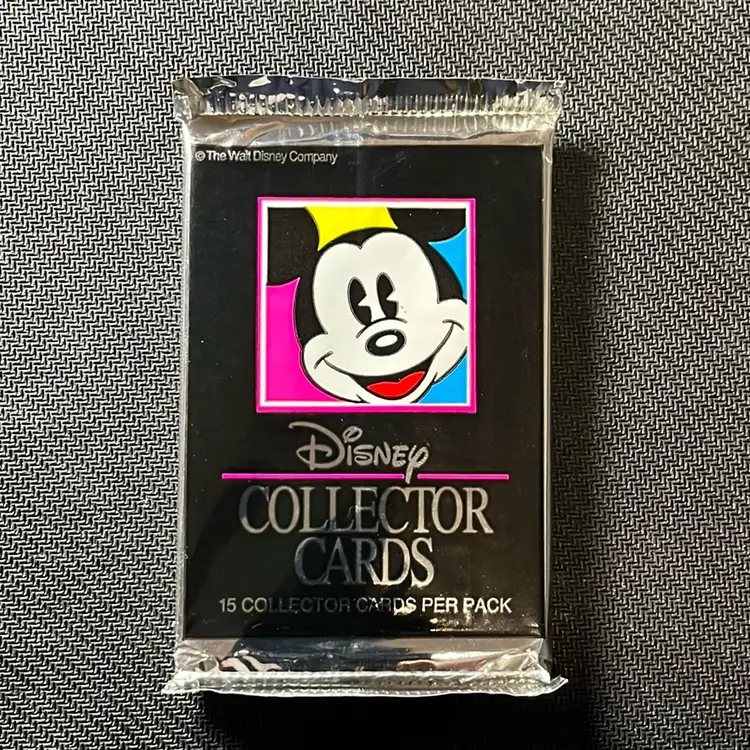 © The Walt Disney Company
Disney
COLLECTOR
CARDS
15 COLLECTOR CARDS PER PACK